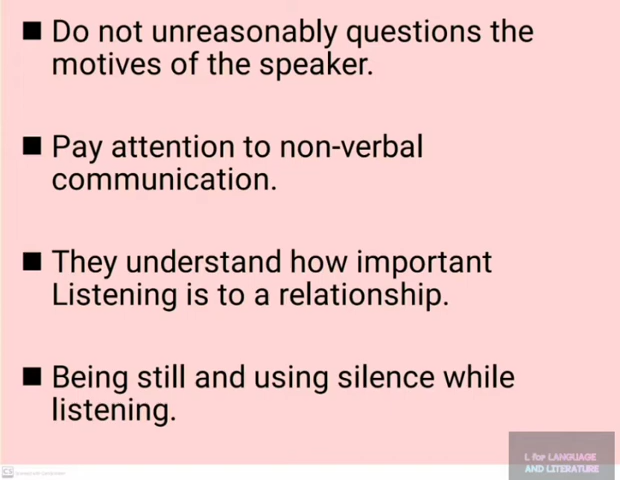 ■ Do not unreasonably questions the
motives of the speaker.
■ Pay attention to non-verbal
communication.
■ They understand how important
Listening is to a relationship.
■ Being still and using silence while
listening.
L for LANGUAGE
AND LITERATURE
CS